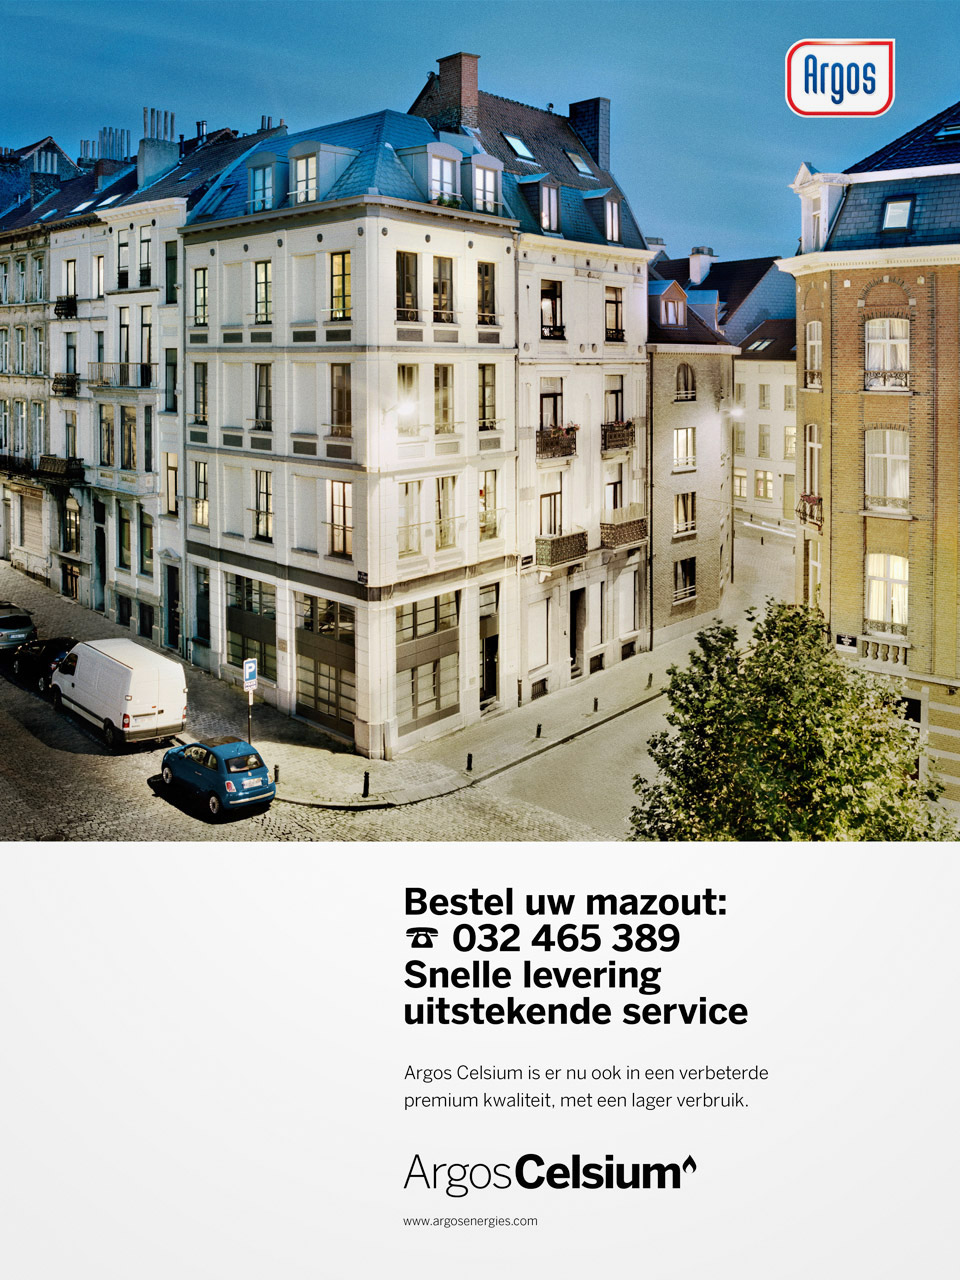 Argos
P
Bestel uw mazout:
☎ 032 465 389
Snelle levering
uitstekende service
Argos Celsium is er nu ook in een verbeterde
premium kwaliteit, met een lager verbruik.
ArgosCelsium
www.argosenergies.com